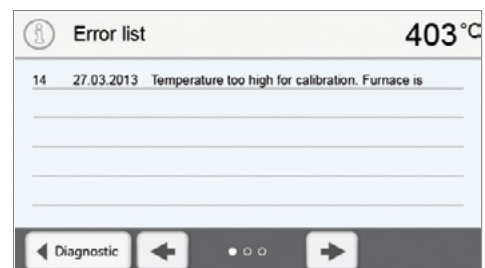 Error list 403 °C
14 27.03.2013 Temperature too high for calibration. Furnace is
Diagnostic